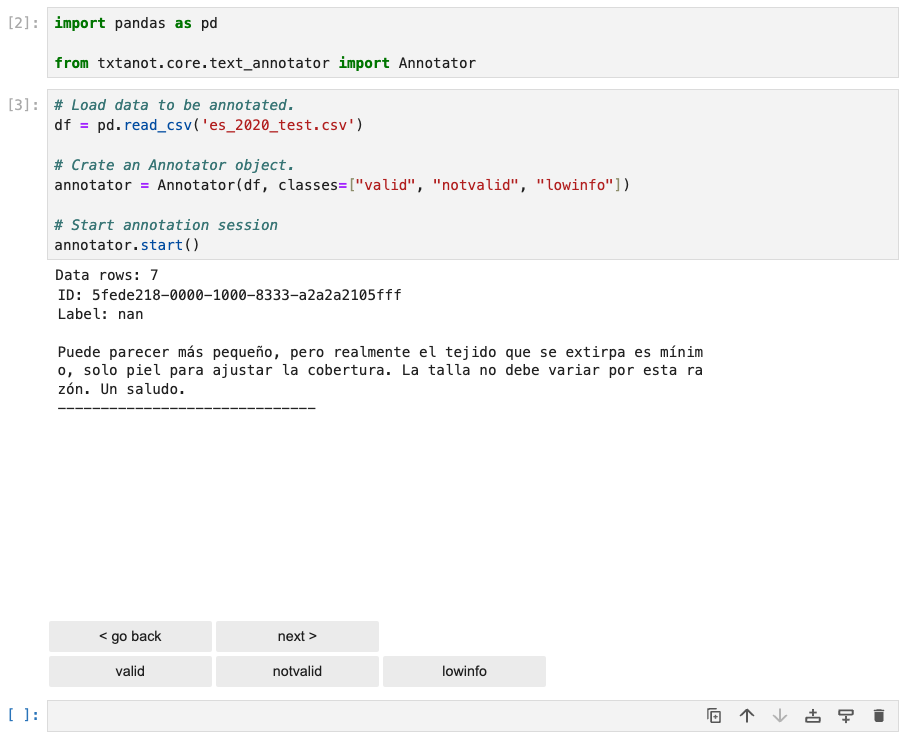 [2]: import pandas as pd
from txtanot.core.text_annotator import Annotator
[3]: # Load data to be annotated.
df = pd.read_csv('es_2020_test.csv')
# Crate an Annotator object.
annotator = Annotator(df, classes=["valid", "notvalid", "lowinfo"])
# Start annotation session
annotator.start()
Data rows: 7
ID: 5fede218-0000-1000-8333-a2a2a2105fff
Label: nan
Puede parecer más pequeño, pero realmente el tejido que se extirpa es mínim
o, solo piel para ajustar la cobertura. La talla no debe variar por esta ra
zón. Un saludo.
------------------------------
< go back next >
valid notvalid lowinfo
[ ]: